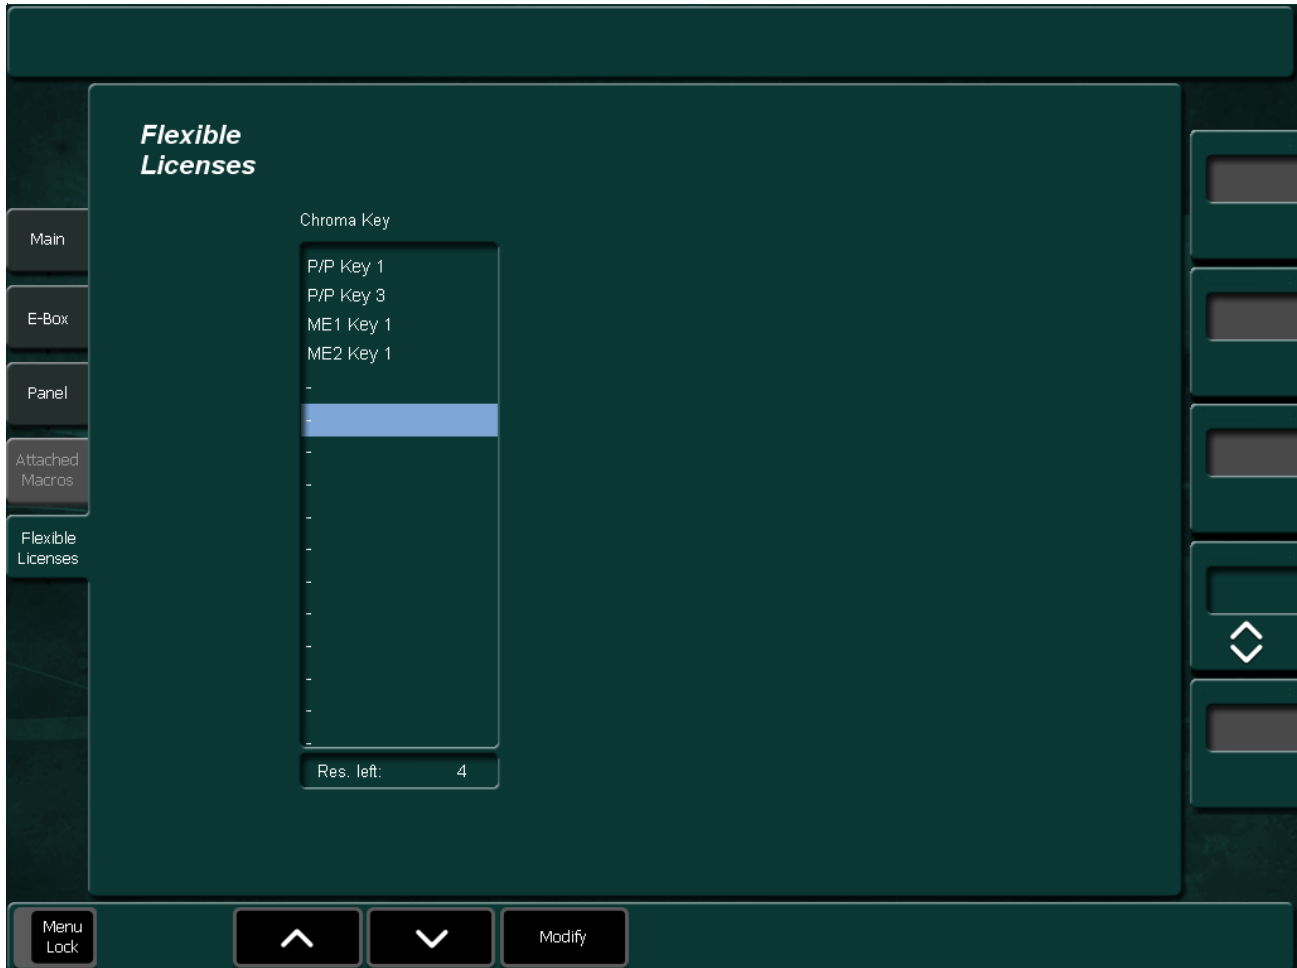 Flexible
Licenses
Chroma Key
Main
P/P Key 1
P/P Key 3
E-Box
ME1 Key 1
ME2 Key 1
Panel
-
-
Attached
Macros
-
-
-
Flexible
Licenses
-
-
-
-
-
-
-
Res. left: 4
Menu
Lock
Modify